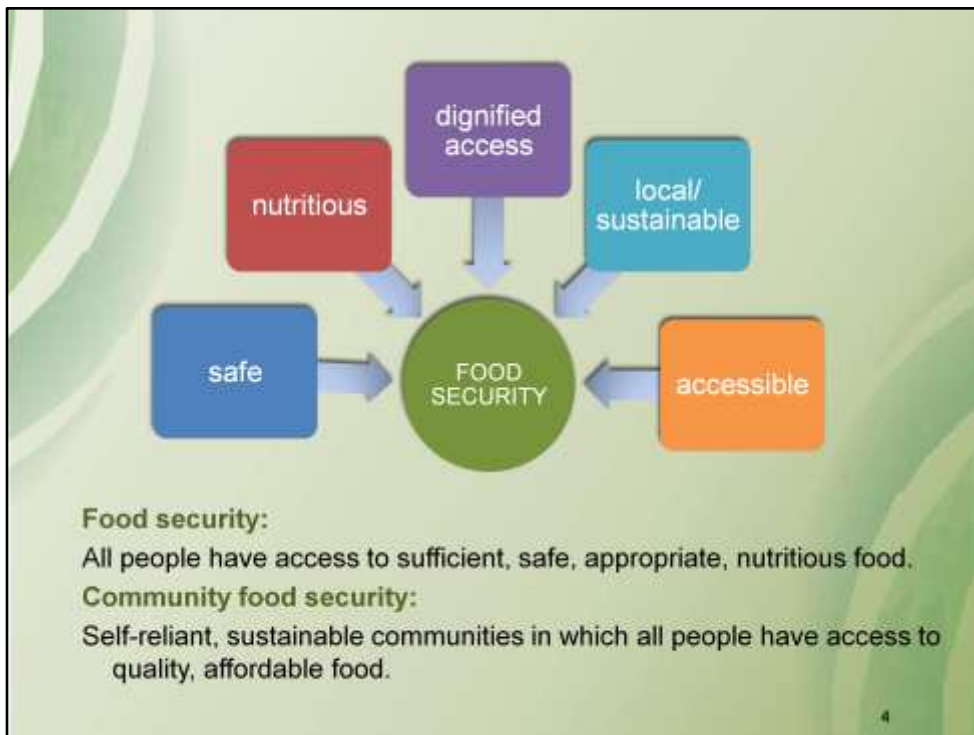 dignified
access
nutritious
local/
sustainable
safe
FOOD
SECURITY
accessible
Food security:
All people have access to sufficient, safe, appropriate, nutritious food.
Community food security:
Self-reliant, sustainable communities in which all people have access to
quality, affordable food.
4